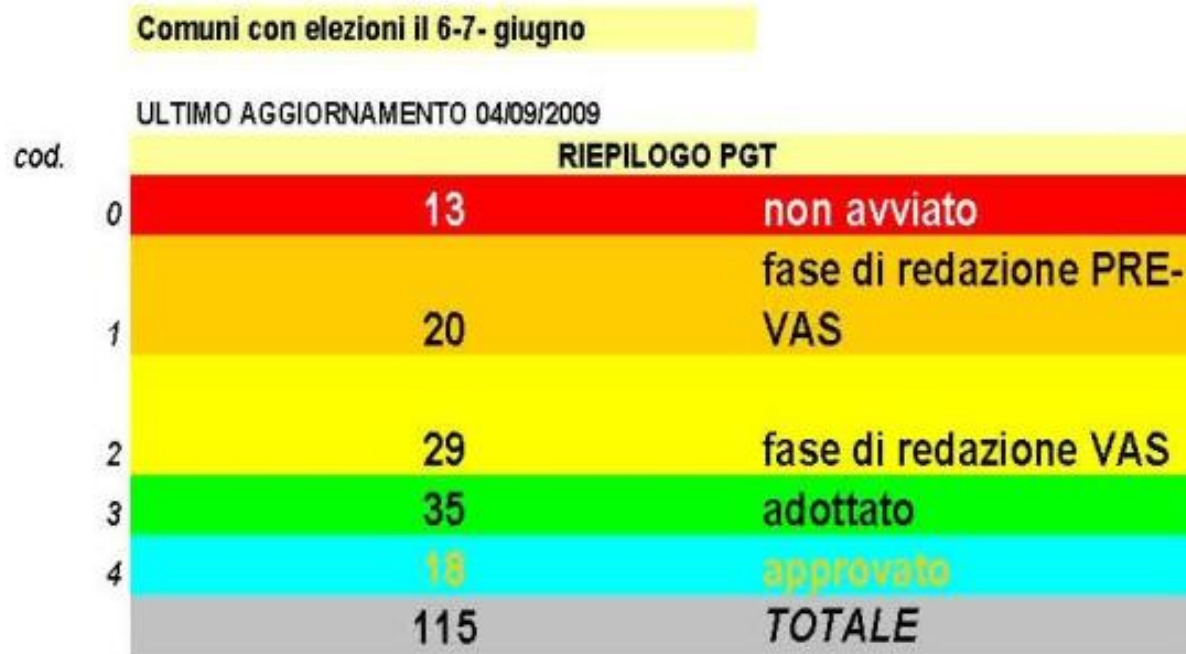 Comuni con elezioni il 6-7- giugno
ULTIMO AGGIORNAMENTO 04/09/2009
cod. RIEPILOGO PGT
0 13 non avviato
fase di redazione PRE-
1 20 VAS
2 29 fase di redazione VAS
3 35 adottato
4 18 approvato
115 TOTALE